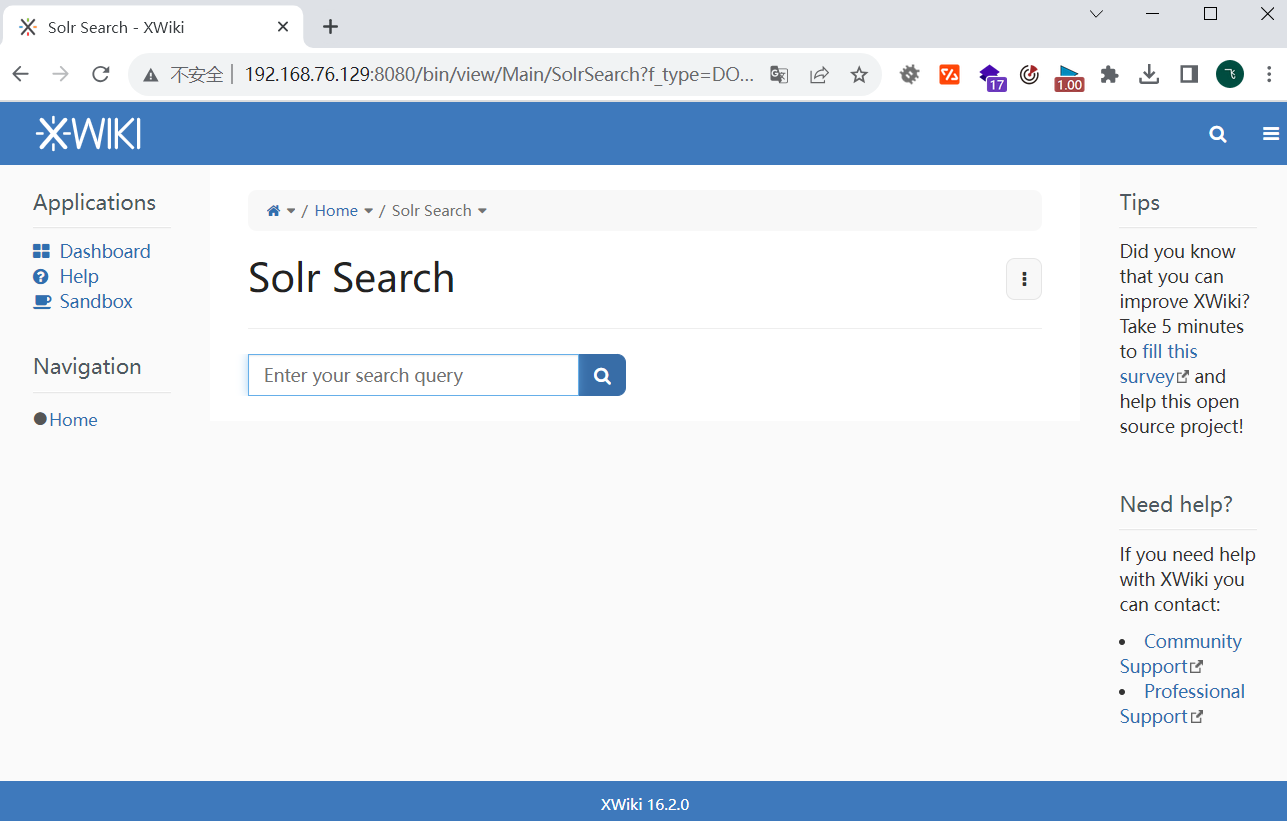 Solr Search - XWiki
不安全 192.168.76.129:8080/bin/view/Main/SolrSearch?f_type=DO...
17
1.00
XWIKI
Applications
Dashboard
Help
Sandbox
Navigation
Home
/ Home / Solr Search
Solr Search
Enter your search query
Tips
Did you know
that you can
improve XWiki?
Take 5 minutes
to fill this
survey and
help this open
source project!
Need help?
If you need help
with XWiki you
can contact:
• Community
Support
• Professional
Support
XWiki 16.2.0